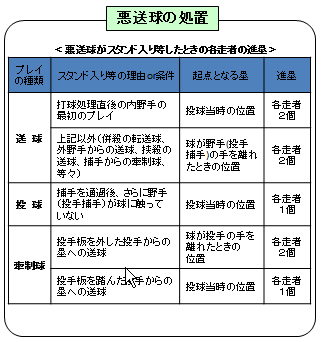 悪送球の処置
<悪送球がスタンド入り等したときの各走者の進塁>
プレイの種類
スタンド入り等の理由or条件
起点となる塁
進塁
送 球
打球処理直後の内野手の
最初のプレイ
投球当時の位置
各走者
2個
上記以外(併殺の転送球、
外野手からの送球、挟殺
の送球、捕手からの牽制球、
等々)
球が野手(投手
捕手)の手を離れ
たときの位置
各走者
2個
投 球
捕手を通過後、さらに野手
(投手捕手)が球に触って
いない
投球当時の位置
各走者
1個
牽制球
投手板を外した投手からの
塁への送球
球が投手の手を
離れたときの
位置
各走者
2個
投手板を踏んだ投手からの
塁への送球
投球当時の位置
各走者
1個